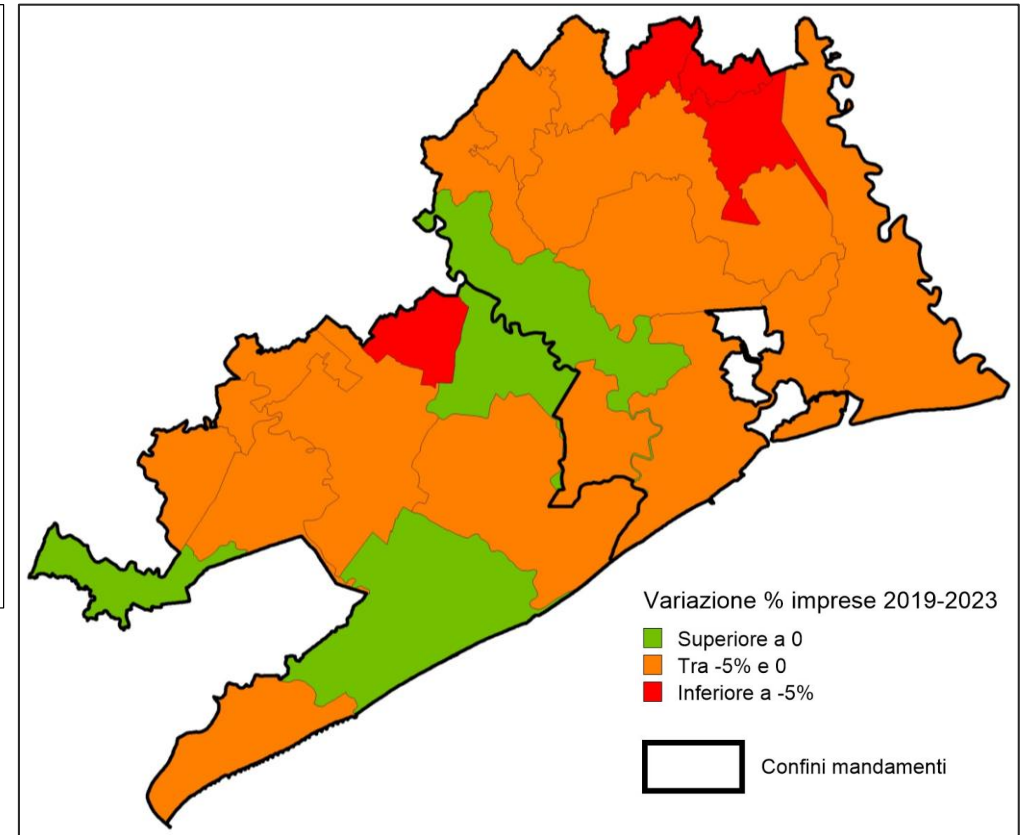 Variazione % imprese 2019-2023
Superiore a 0
Tra -5% e 0
Inferiore a -5%
Confini mandamenti